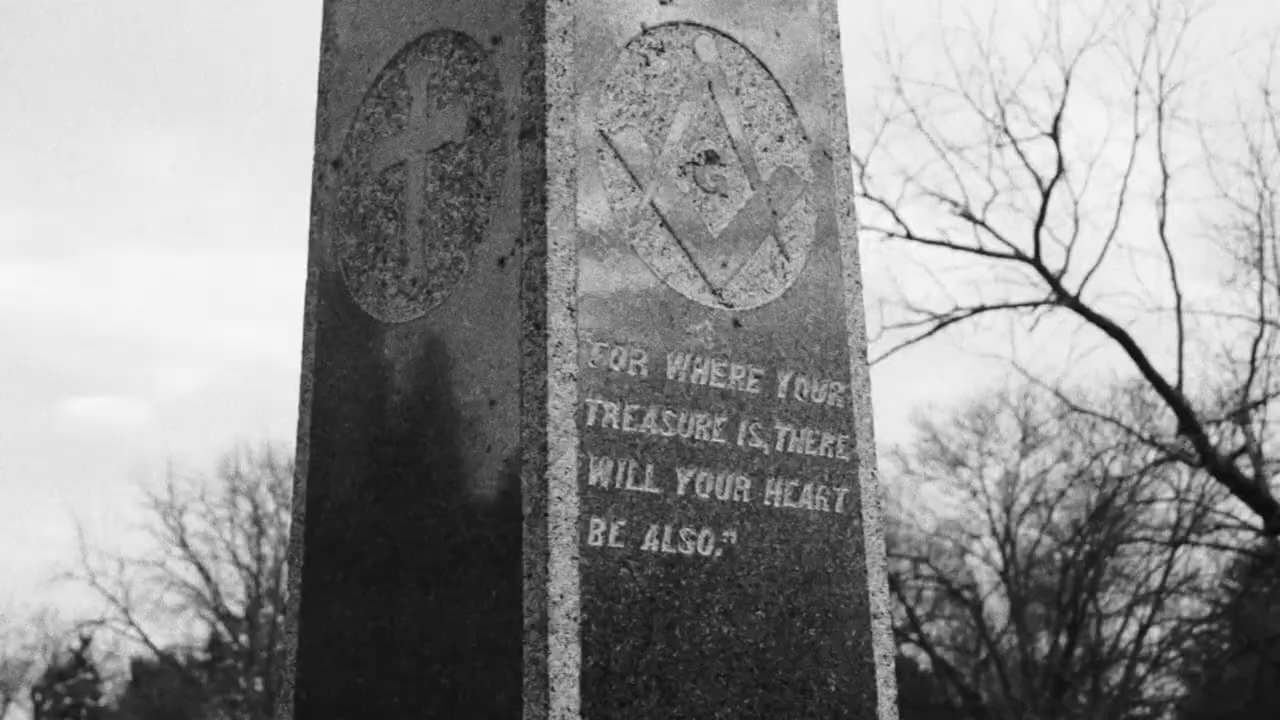 G
FOR WHERE YOUR
TREASURE IS, THERE
WILL YOUR HEART
BE ALSO."